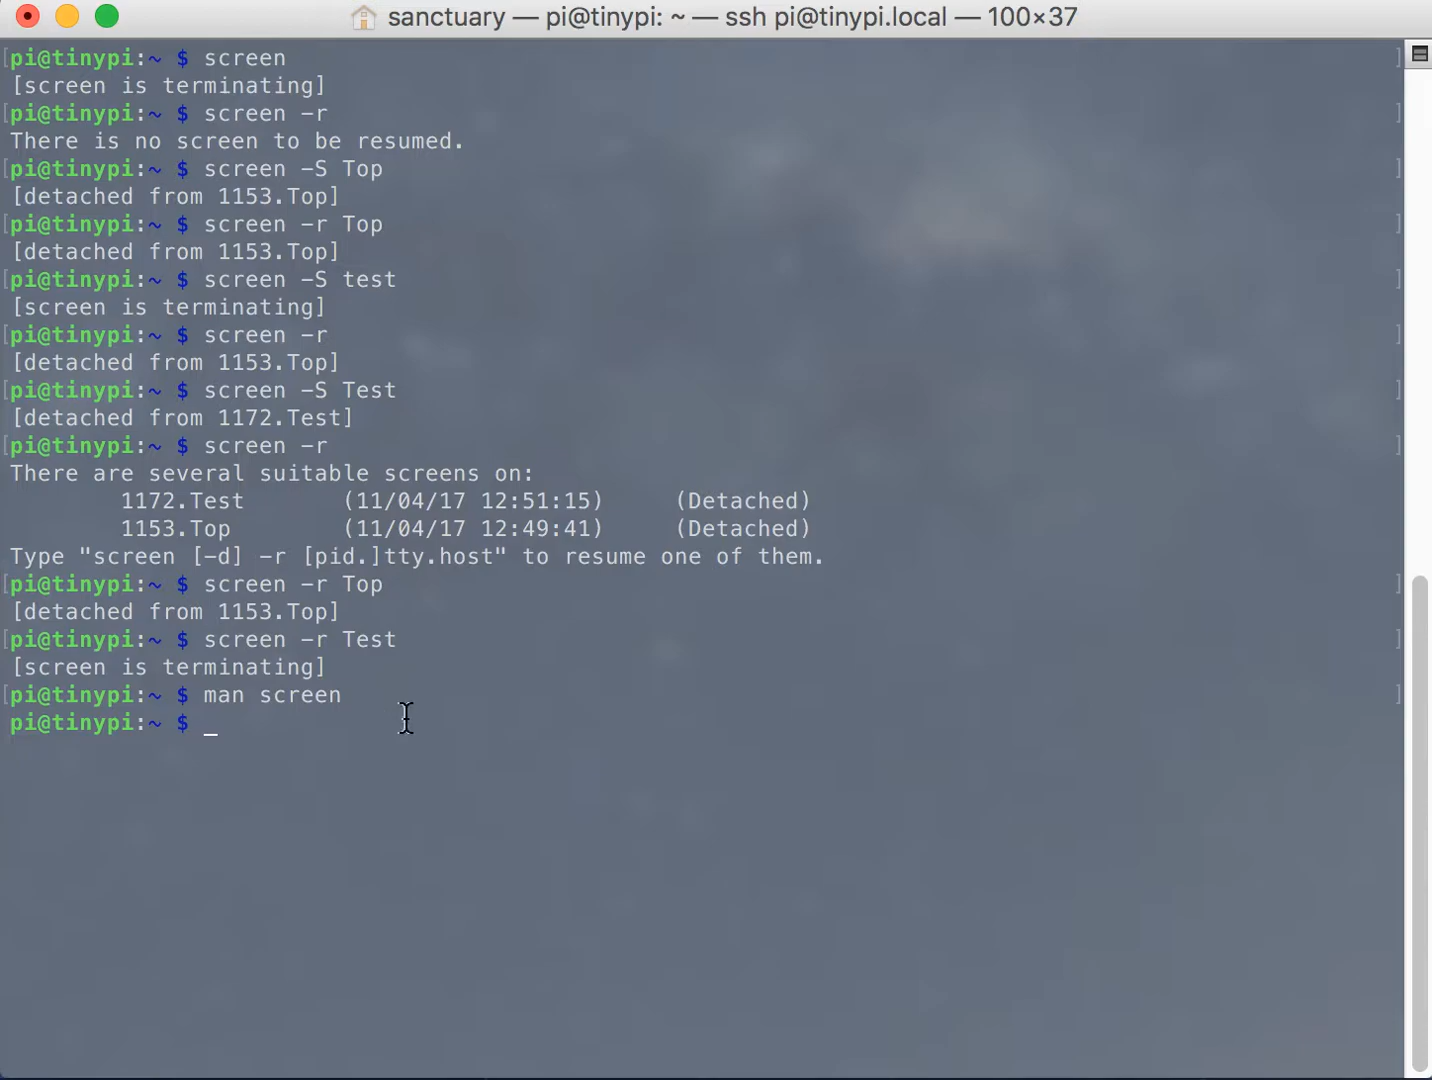 sanctuary — pi@tinypi: ~ — ssh pi@tinypi.local — 100×37
[pi@tinypi:~ $ screen ]
[screen is terminating]
[pi@tinypi:~ $ screen -r ]
There is no screen to be resumed.
[pi@tinypi:~ $ screen -S Top ]
[detached from 1153.Top]
[pi@tinypi:~ $ screen -r Top ]
[detached from 1153.Top]
[pi@tinypi:~ $ screen -S test ]
[screen is terminating]
[pi@tinypi:~ $ screen -r ]
[detached from 1153.Top]
[pi@tinypi:~ $ screen -S Test ]
[detached from 1172.Test]
[pi@tinypi:~ $ screen -r ]
There are several suitable screens on:
1172.Test (11/04/17 12:51:15) (Detached)
1153.Top (11/04/17 12:49:41) (Detached)
Type "screen [-d] -r [pid.]tty.host" to resume one of them.
[pi@tinypi:~ $ screen -r Top ]
[detached from 1153.Top]
[pi@tinypi:~ $ screen -r Test ]
[screen is terminating]
[pi@tinypi:~ $ man screen ]
pi@tinypi:~ $ _